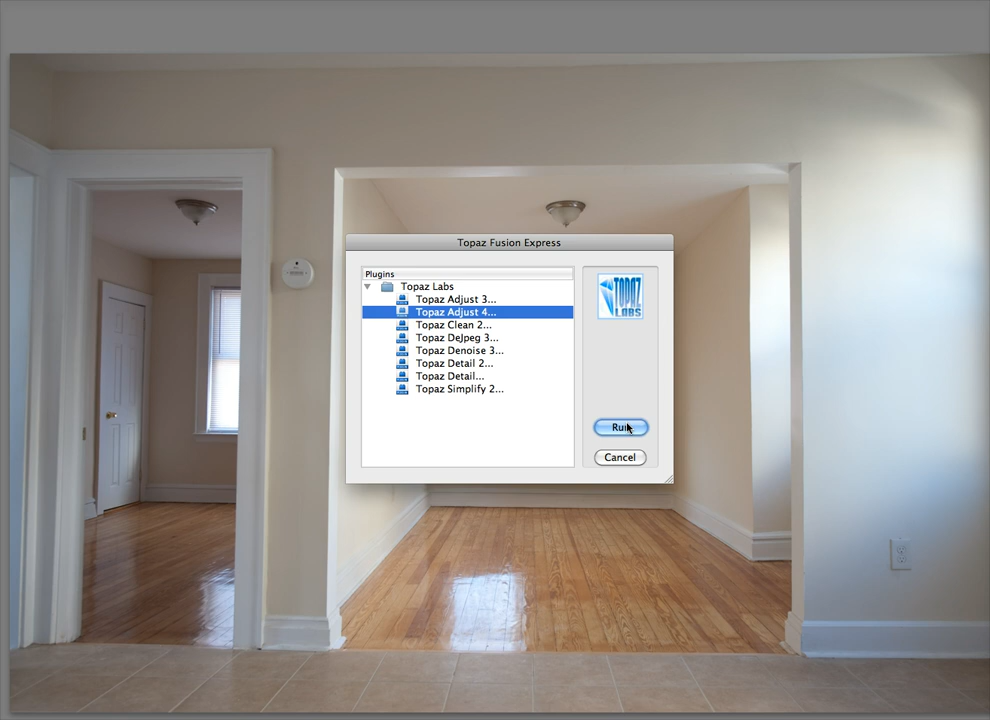 Topaz Fusion Express
Plugins
Topaz Labs
Topaz Adjust 3...
Topaz Adjust 4...
Topaz Clean 2...
Topaz DeJpeg 3...
Topaz Denoise 3...
Topaz Detail 2...
Topaz Detail...
Topaz Simplify 2...
TOPAZ
LABS
Run
Cancel